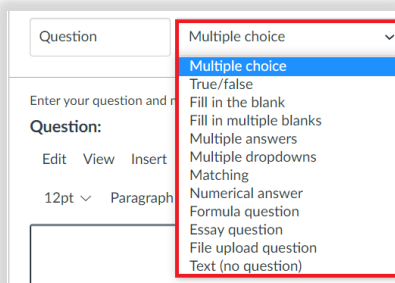 Question Multiple choice
Multiple choice
True/false
Fill in the blank
Fill in multiple blanks
Multiple answers
Multiple dropdowns
Matching
Numerical answer
Formula question
Essay question
File upload question
Text (no question)
Enter your question and
Question:
Edit View Insert
12pt Paragraph